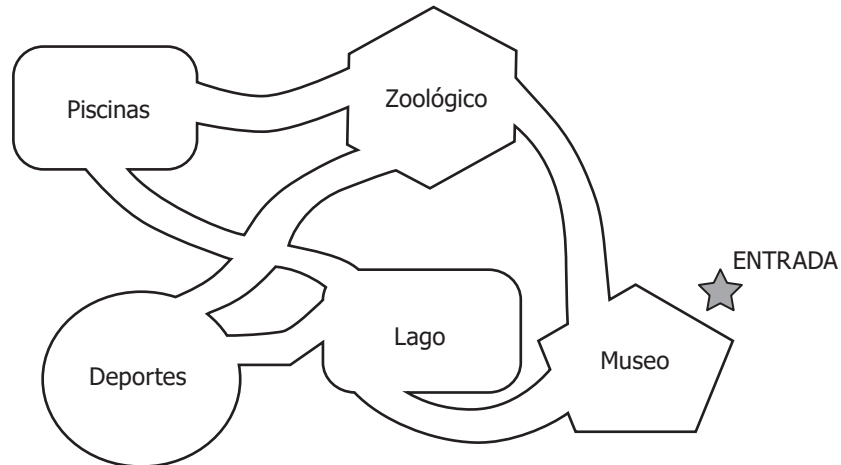 Zoológico
Piscinas
ENTRADA
Lago
Museo
Deportes